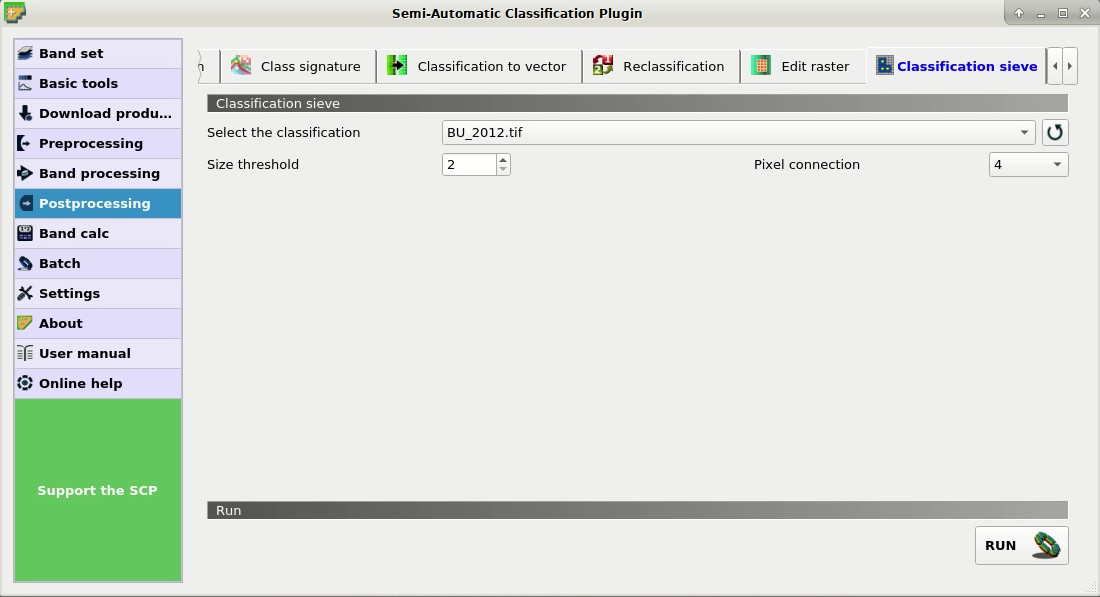 Semi-Automatic Classification Plugin
Band set
Basic tools
Download produ...
Preprocessing
Band processing
Postprocessing
Band calc
Batch
Settings
About
User manual
Online help
Support the SCP
n
Class signature
Classification to vector
Reclassification
Edit raster
Classification sieve
Classification sieve
Select the classification
BU_2012.tif
Size threshold
2
Pixel connection
4
Run
RUN